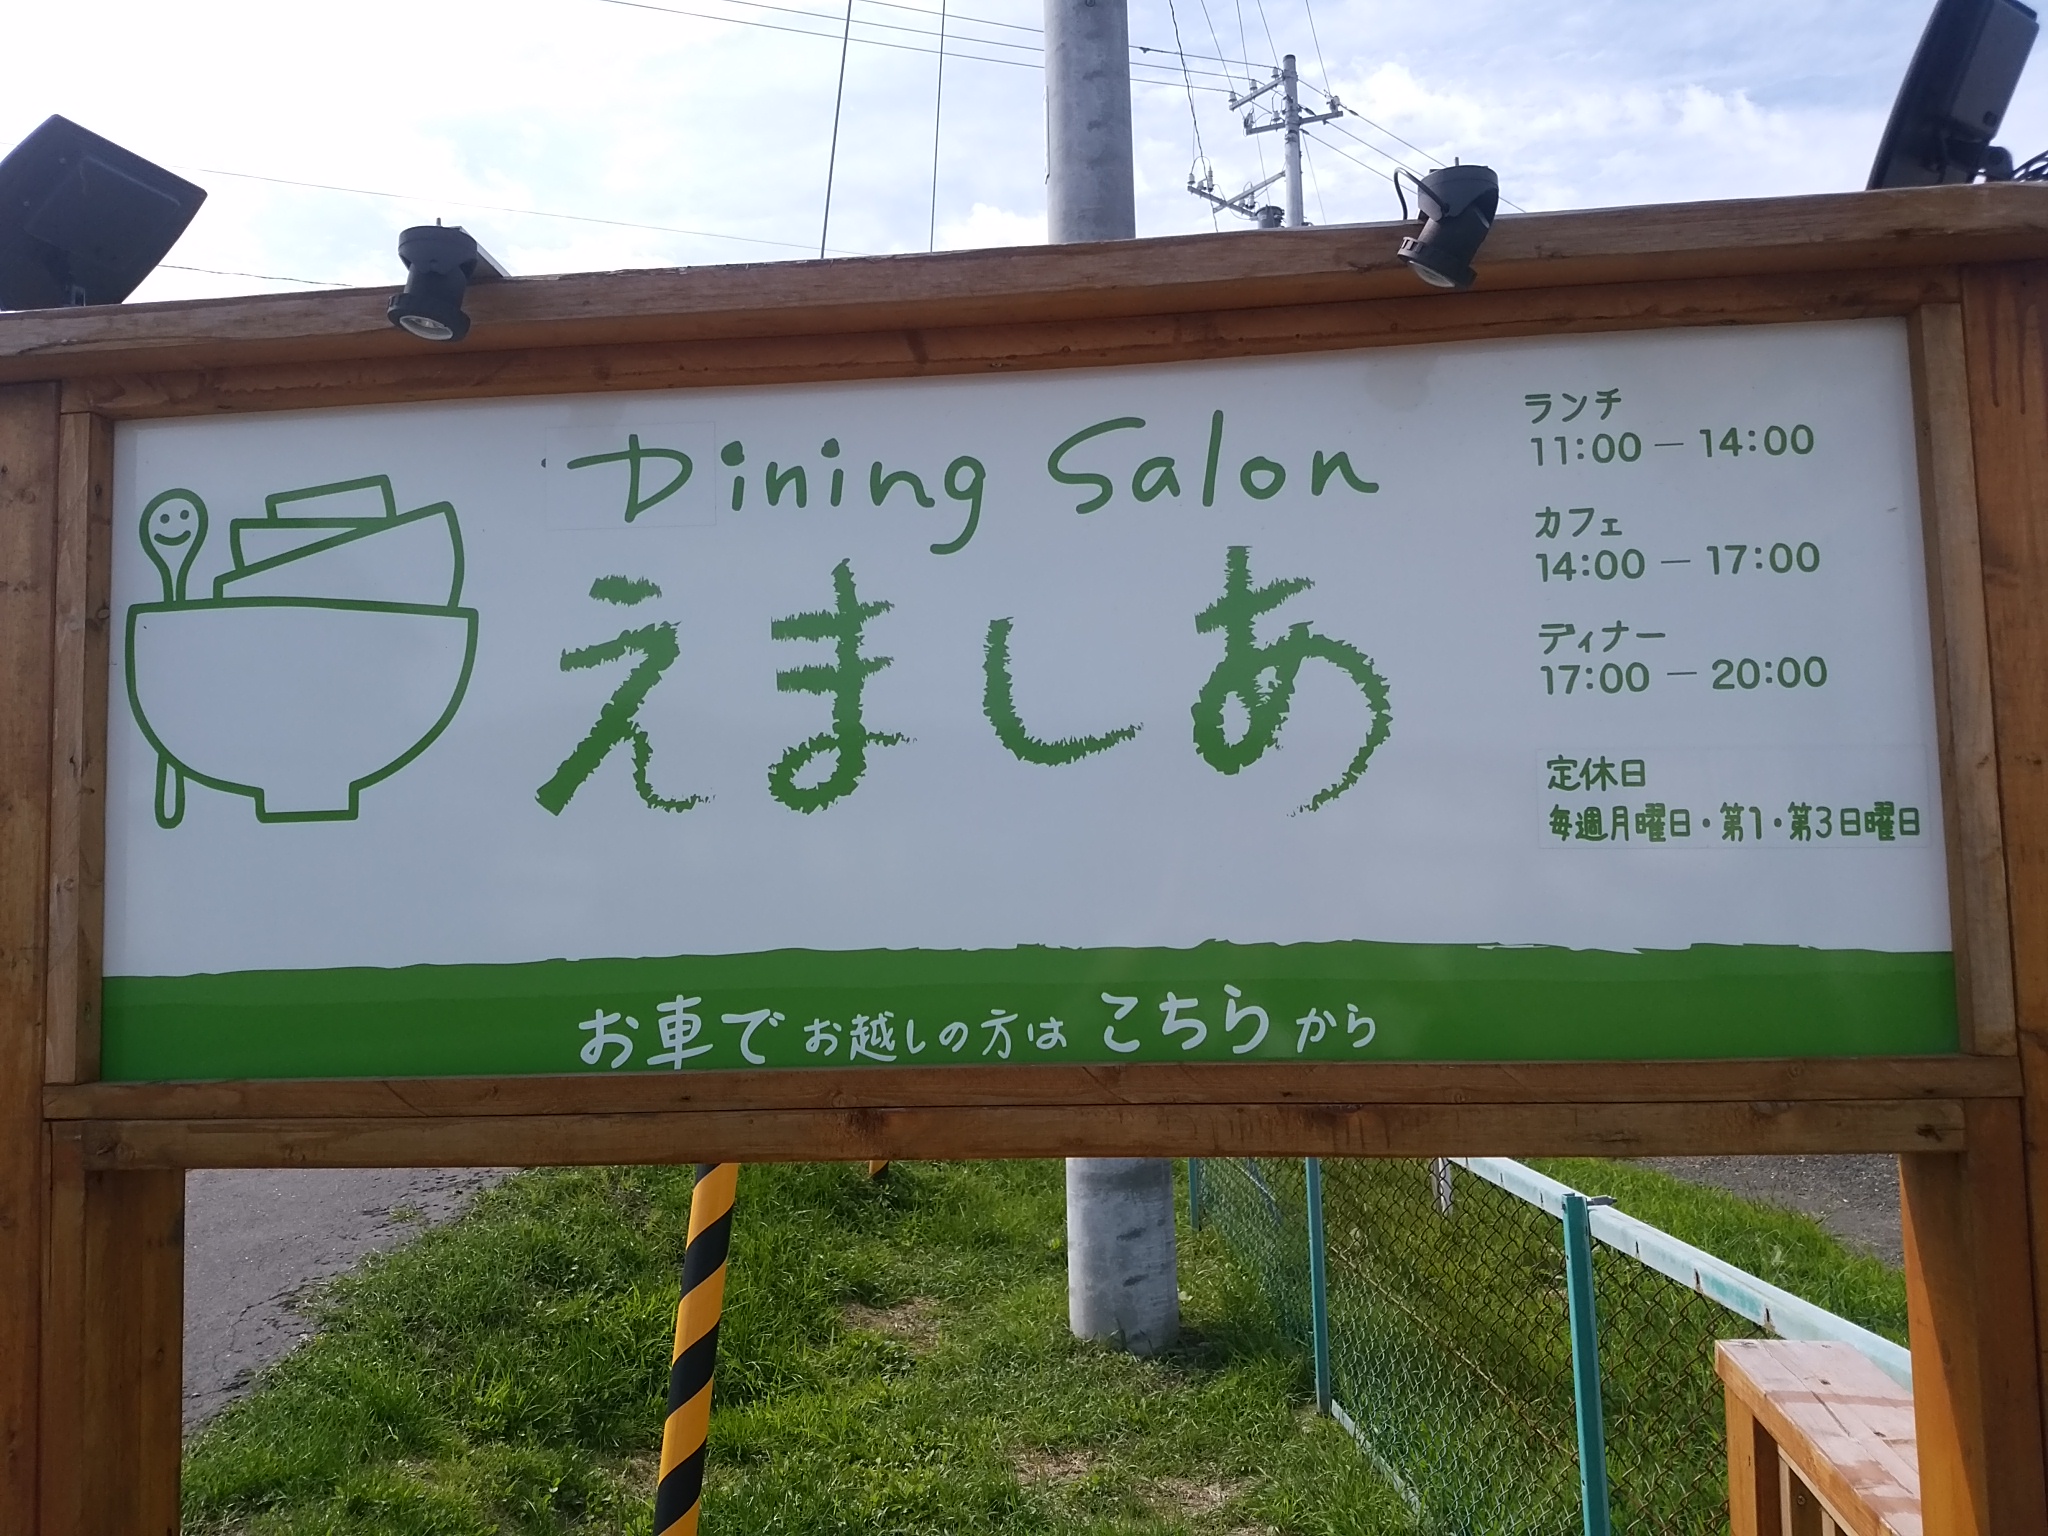 Dining Salon
えましあ
ランチ
11:00 － 14:00
カフェ
14:00 － 17:00
ディナー
17:00 － 20:00
定休日
毎週月曜日・第1・第3日曜日
お車でお越しの方はこちらから